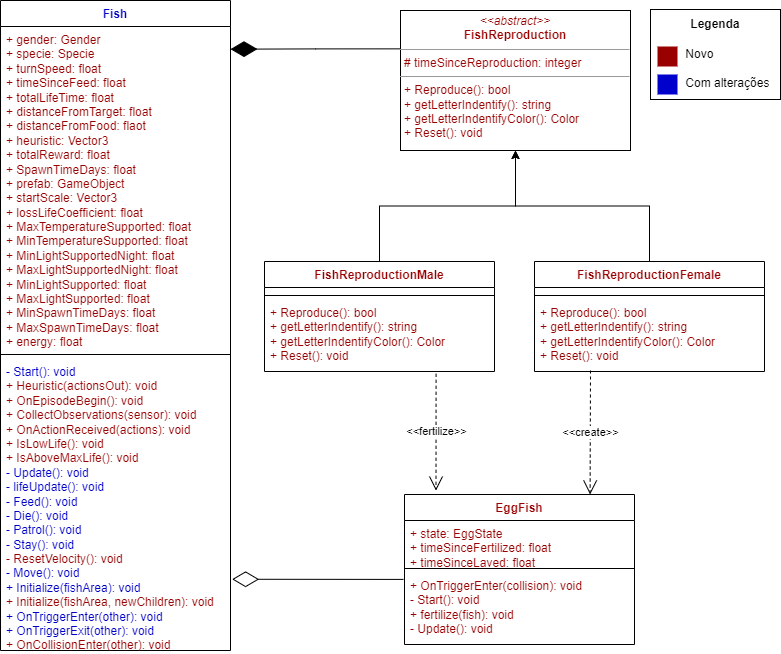 Fish
+ gender: Gender
+ specie: Specie
+ turnSpeed: float
+ timeSinceFeed: float
+ totalLifeTime: float
+ distanceFromTarget: float
+ distanceFromFood: flaot
+ heuristic: Vector3
+ totalReward: float
+ SpawnTimeDays: float
+ prefab: GameObject
+ startScale: Vector3
+ lossLifeCoefficient: float
+ MaxTemperatureSupported: float
+ MinTemperatureSupported: float
+ MinLightSupportedNight: float
+ MaxLightSupportedNight: float
+ MinLightSupported: float
+ MaxLightSupported: float
+ MinSpawnTimeDays: float
+ MaxSpawnTimeDays: float
+ energy: float
- Start(): void
+ Heuristic(actionsOut): void
+ OnEpisodeBegin(): void
+ CollectObservations(sensor): void
+ OnActionReceived(actions): void
+ IsLowLife(): void
+ IsAboveMaxLife(): void
- Update(): void
- lifeUpdate(): void
- Feed(): void
- Die(): void
- Patrol(): void
- Stay(): void
- ResetVelocity(): void
- Move(): void
+ Initialize(fishArea): void
+ Initialize(fishArea, newChildren): void
+ OnTriggerEnter(other): void
+ OnTriggerExit(other): void
+ OnCollisionEnter(other): void
<<abstract>>
FishReproduction
# timeSinceReproduction: integer
+ Reproduce(): bool
+ getLetterIndentify(): string
+ getLetterIndentifyColor(): Color
+ Reset(): void
Legenda
Novo
Com alterações
FishReproductionMale
+ Reproduce(): bool
+ getLetterIndentify(): string
+ getLetterIndentifyColor(): Color
+ Reset(): void
FishReproductionFemale
+ Reproduce(): bool
+ getLetterIndentify(): string
+ getLetterIndentifyColor(): Color
+ Reset(): void
<<fertilize>>
<<create>>
EggFish
+ state: EggState
+ timeSinceFertilized: float
+ timeSinceLaved: float
+ OnTriggerEnter(collision): void
- Start(): void
+ fertilize(fish): void
- Update(): void